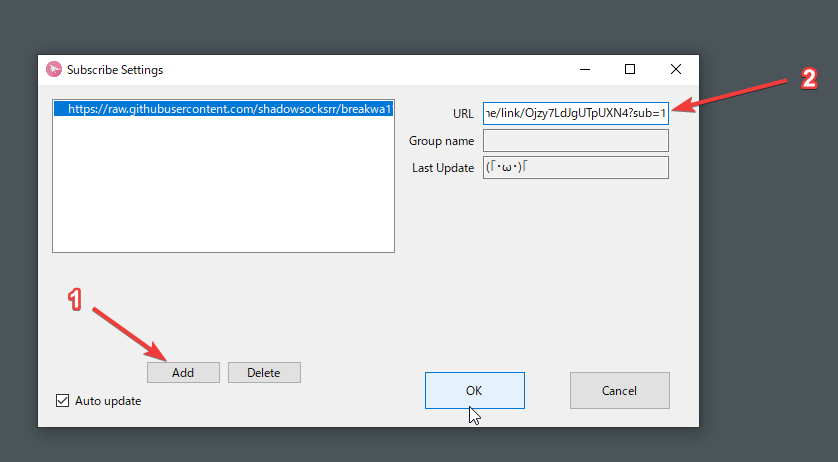 Subscribe Settings
2
https://raw.githubusercontent.com/shadowsocksrr/breakwa1
URL
ne/link/Ojzy7LdJgUTpUXN4?sub=1
Group name
Last Update
(「･ω･)「
1
Add
Delete
Auto update
OK
Cancel